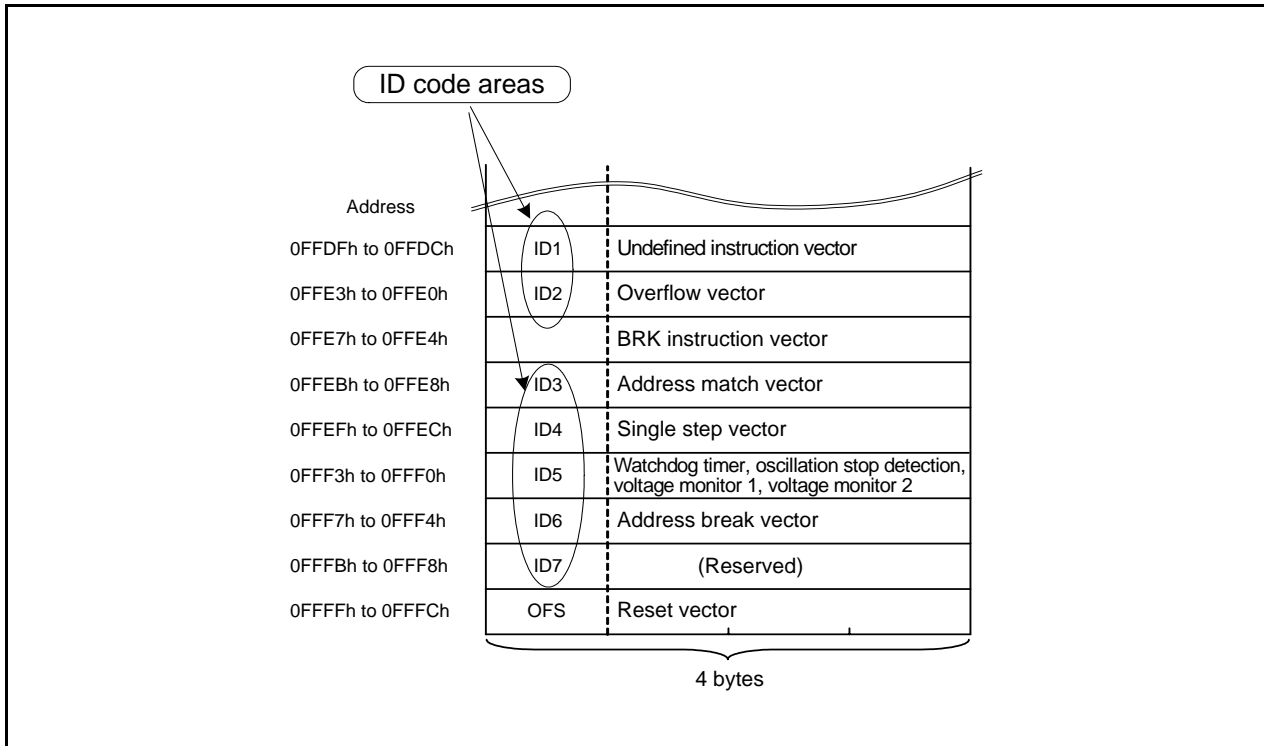 ID code areas
Address
0FFDFh to 0FFDCh ID1 Undefined instruction vector
0FFE3h to 0FFE0h ID2 Overflow vector
0FFE7h to 0FFE4h BRK instruction vector
0FFEBh to 0FFE8h ID3 Address match vector
0FFEFh to 0FFECh ID4 Single step vector
0FFF3h to 0FFF0h ID5 Watchdog timer, oscillation stop detection,
voltage monitor 1, voltage monitor 2
0FFF7h to 0FFF4h ID6 Address break vector
0FFFBh to 0FFF8h ID7 (Reserved)
0FFFFh to 0FFFCh OFS Reset vector
4 bytes